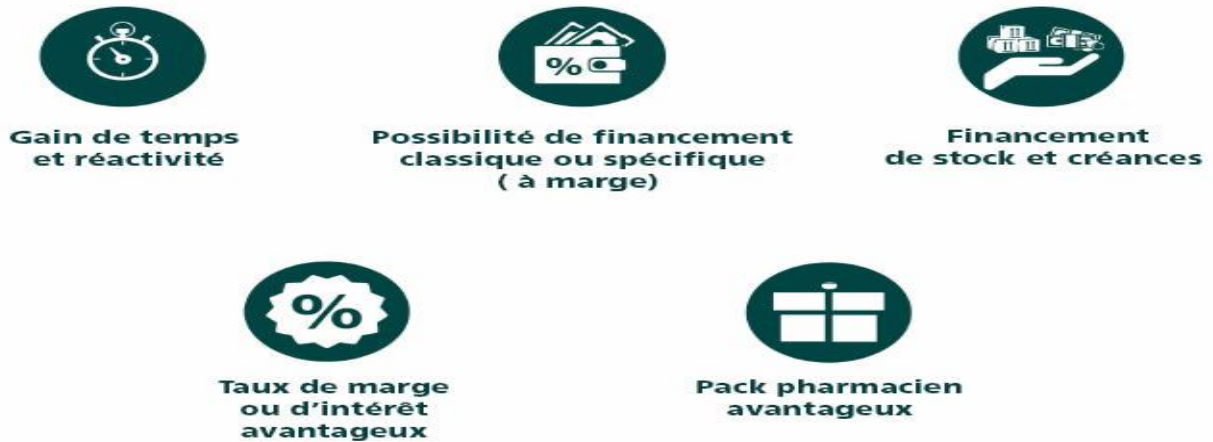 %
Gain de temps
et réactivité
Possibilité de financement
classique ou spécifique
( à marge)
Financement
de stock et créances
%
Taux de marge
ou d’intérêt
avantageux
Pack pharmacien
avantageux